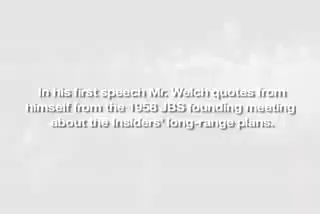 In his first speech Mr. Welch quotes from
himself from the 1958 JBS founding meeting
about the Insiders' long-range plans.